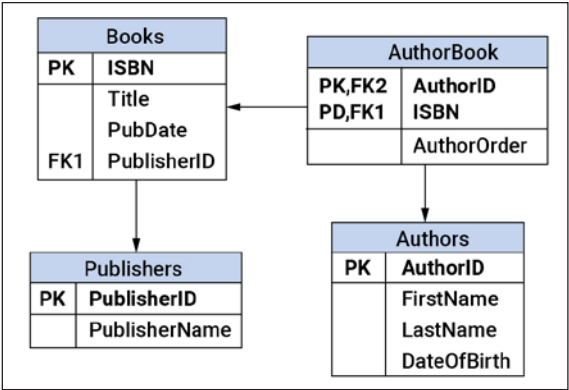 Books
PK ISBN
Title
PubDate
FK1 PublisherID
AuthorBook
PK,FK2 AuthorID
PD,FK1 ISBN
AuthorOrder
Publishers
PK PublisherID
PublisherName
Authors
PK AuthorID
FirstName
LastName
DateOfBirth